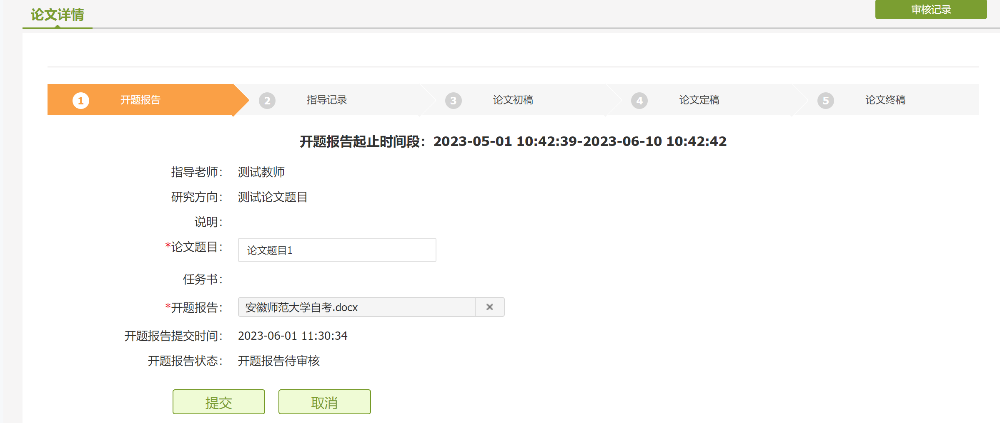 论文详情
审核记录
1 开题报告 2 指导记录 3 论文初稿 4 论文定稿 5 论文终稿
开题报告起止时间段：2023-05-01 10:42:39-2023-06-10 10:42:42
指导老师： 测试教师
研究方向： 测试论文题目
说明：
*论文题目： 论文题目1
任务书：
*开题报告： 安徽师范大学自考.docx
开题报告提交时间： 2023-06-01 11:30:34
开题报告状态： 开题报告待审核
提交 取消